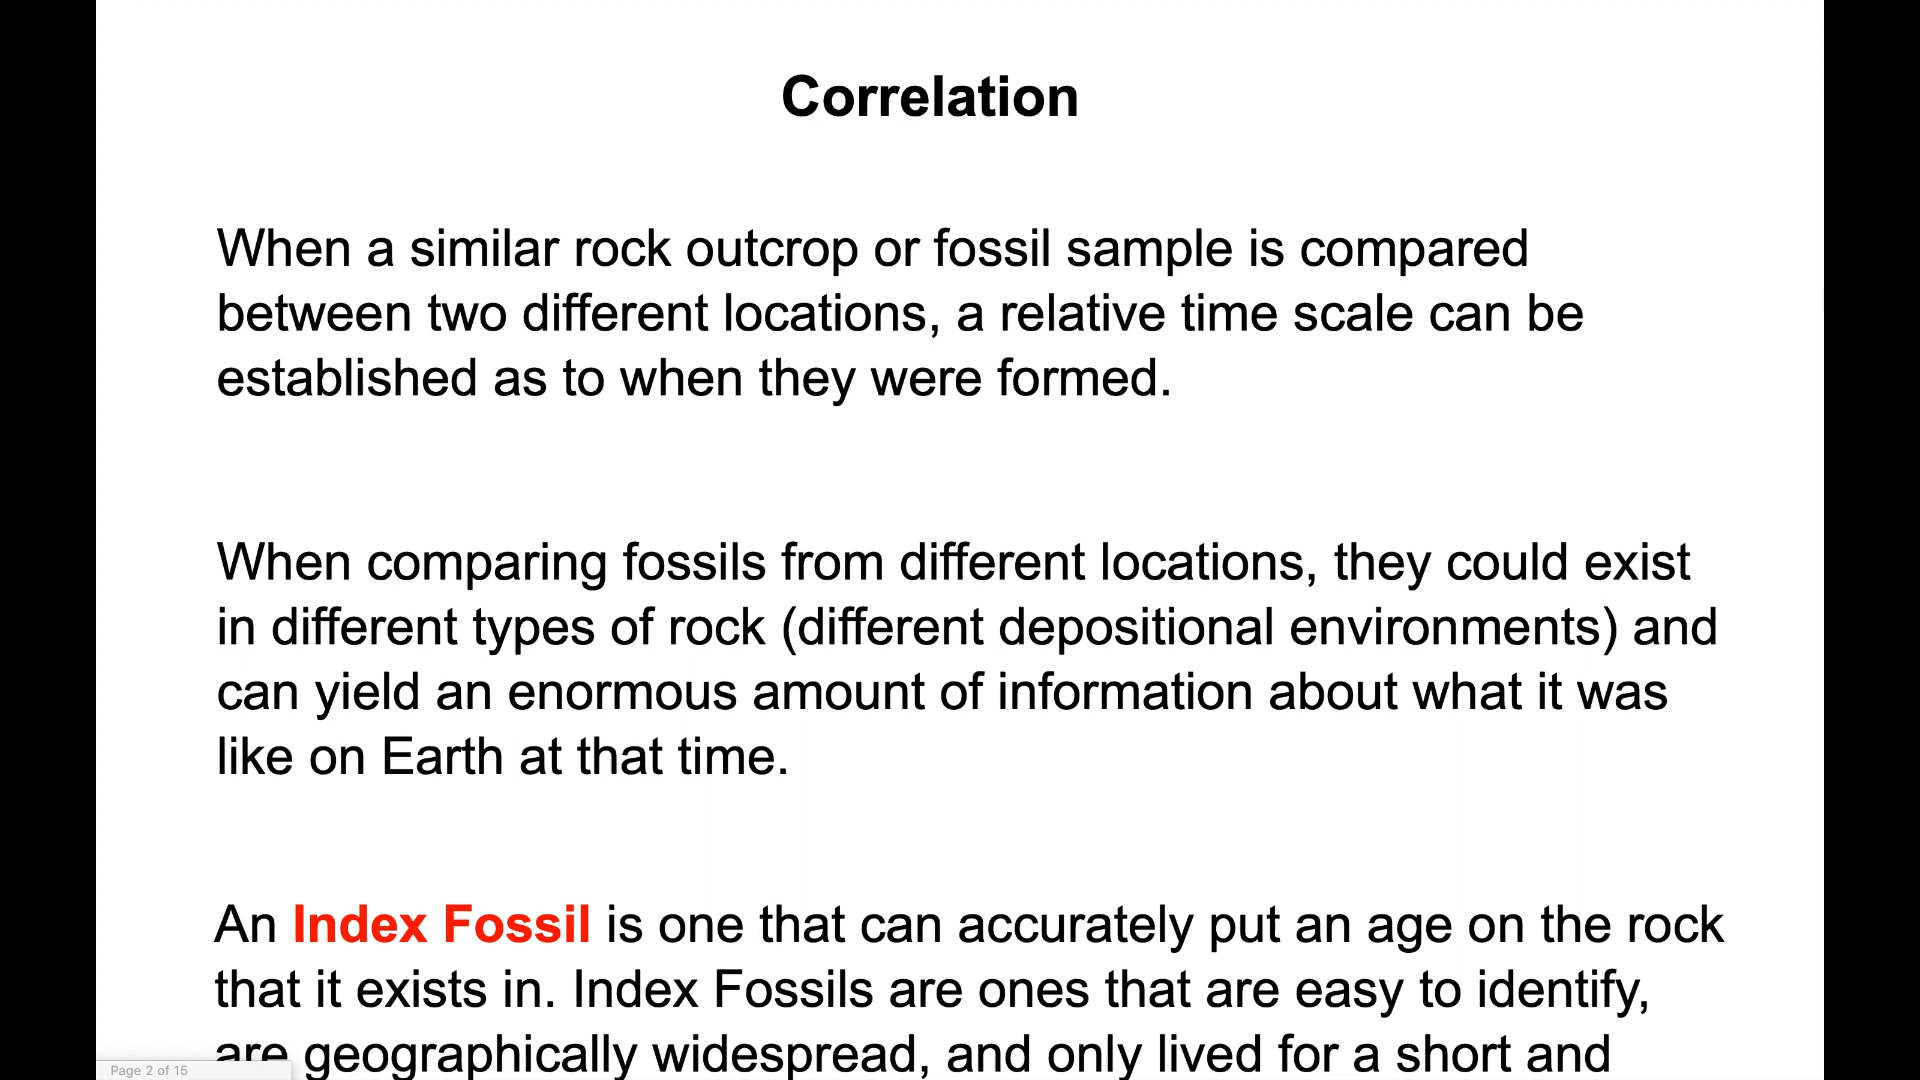 Correlation
When a similar rock outcrop or fossil sample is compared
between two different locations, a relative time scale can be
established as to when they were formed.
When comparing fossils from different locations, they could exist
in different types of rock (different depositional environments) and
can yield an enormous amount of information about what it was
like on Earth at that time.
An Index Fossil is one that can accurately put an age on the rock
that it exists in. Index Fossils are ones that are easy to identify,
are geographically widespread, and only lived for a short and
Page 2 of 15